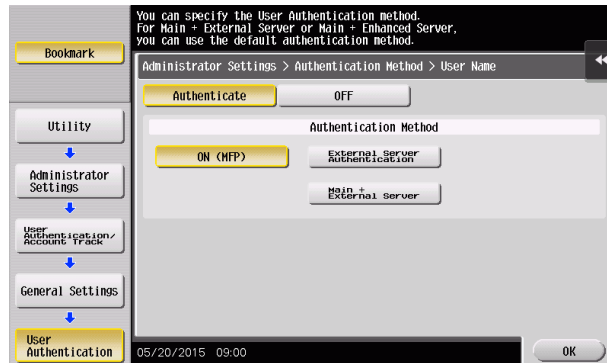 You can specify the User Authentication method.
For Main + External Server or Main + Enhanced Server,
you can use the default authentication method.
Bookmark
Administrator Settings > Authentication Method > User Name
Authenticate
OFF
Utility
Authentication Method
ON (MFP)
External Server
Authentication
Administrator
Settings
Main +
External Server
User
Authentication/
Account Track
General Settings
User
Authentication
05/20/2015 09:00
OK